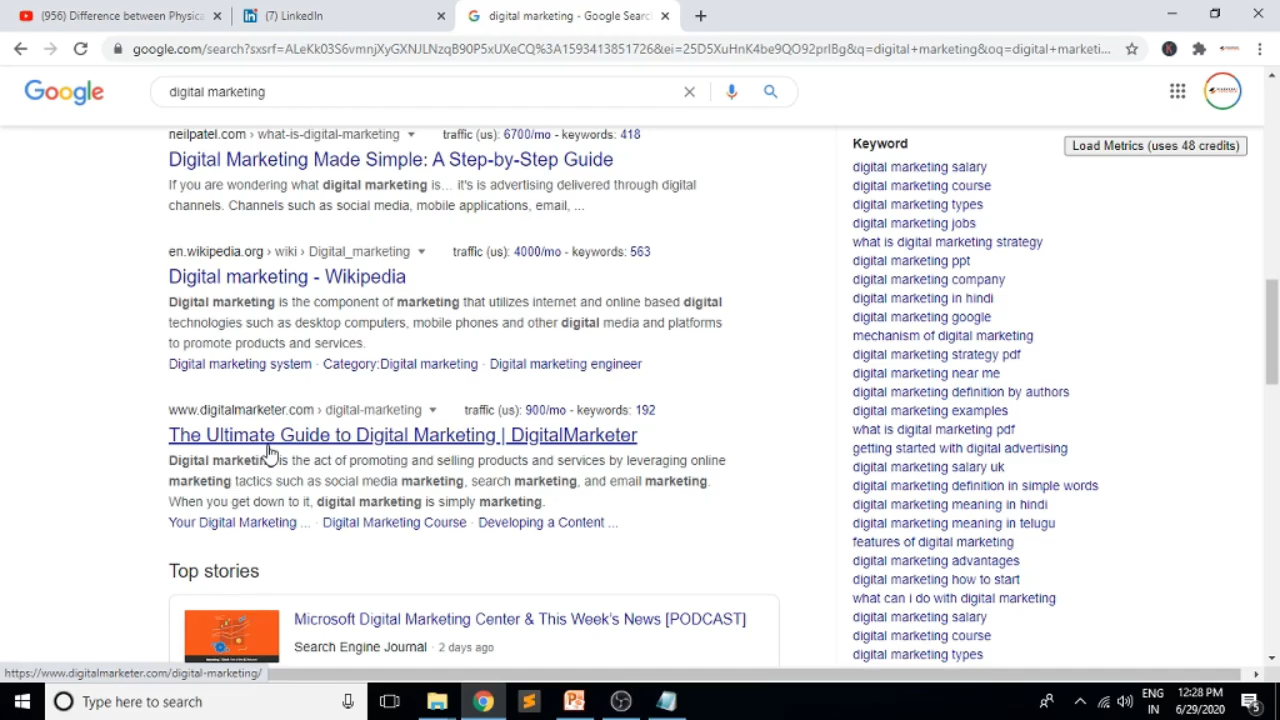 (956) Difference between Physica
(7) LinkedIn
digital marketing - Google Searc
google.com/search?sxsrf=ALeKk03S6vmnjXyGXNJLNzqB90P5xUXeCQ%3A1593413851726&ei=25D5XuHnK4be9QO92prIBg&q=digital+marketing&oq=digital+marketi...
Google
digital marketing
neilpatel.com › what-is-digital-marketing
traffic (us): 6700/mo - keywords: 418
Digital Marketing Made Simple: A Step-by-Step Guide
If you are wondering what digital marketing is... it's is advertising delivered through digital
channels. Channels such as social media, mobile applications, email, ...
en.wikipedia.org › wiki › Digital_marketing
traffic (us): 4000/mo - keywords: 563
Digital marketing - Wikipedia
Digital marketing is the component of marketing that utilizes internet and online based digital
technologies such as desktop computers, mobile phones and other digital media and platforms
to promote products and services.
Digital marketing system · Category:Digital marketing · Digital marketing engineer
www.digitalmarketer.com › digital-marketing
traffic (us): 900/mo - keywords: 192
The Ultimate Guide to Digital Marketing | DigitalMarketer
Digital marketing is the act of promoting and selling products and services by leveraging online
marketing tactics such as social media marketing, search marketing, and email marketing.
When you get down to it, digital marketing is simply marketing.
Your Digital Marketing ... · Digital Marketing Course · Developing a Content ...
Top stories
Microsoft Digital Marketing Center & This Week's News [PODCAST]
Search Engine Journal · 2 days ago
Keyword
Load Metrics (uses 48 credits)
digital marketing salary
digital marketing course
digital marketing types
digital marketing jobs
what is digital marketing strategy
digital marketing ppt
digital marketing company
digital marketing in hindi
digital marketing google
mechanism of digital marketing
digital marketing strategy pdf
digital marketing near me
digital marketing definition by authors
digital marketing examples
what is digital marketing pdf
getting started with digital advertising
digital marketing salary uk
digital marketing definition in simple words
digital marketing meaning in hindi
digital marketing meaning in telugu
features of digital marketing
digital marketing advantages
digital marketing how to start
what can i do with digital marketing
digital marketing salary
digital marketing course
digital marketing types
https://www.digitalmarketer.com/digital-marketing/
Type here to search
ENG
IN
12:28 PM
6/29/2020
5